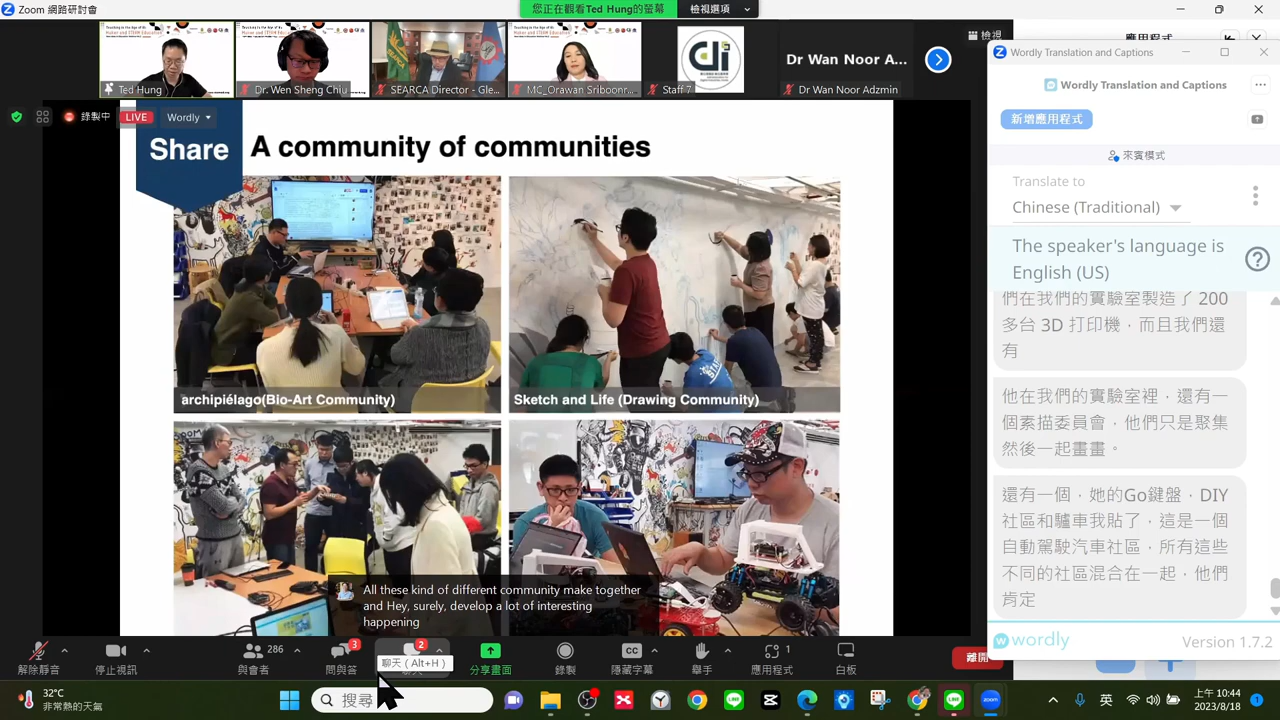 Zoom 網路研討會
您正在觀看Ted Hung的螢幕
檢視選項
應用程式
檢視
Ted Hung
Dr. Wen Sheng Chiu
SEARCA Director - Gle...
MC_Orawan Sriboonr...
Staff 7
Dr Wan Noor A...
Dr Wan Noor Adzmin
錄製中
LIVE
Wordly
Share
A community of communities
archipiélago(Bio-Art Community)
Sketch and Life (Drawing Community)
All these kind of different community make together
and Hey, surely, develop a lot of interesting
happening
Wordly Translation and Captions
Wordly Translation and Captions
新增應用程式
來賓模式
Translate to
Chinese (Traditional)
The speaker's language is
English (US)
們在我們的實驗室製造了 200
多台 3D 打印機，而且我們還
有
他在我們的實驗室裡，還有一
個素描委員會，他們只是聚集
然後一起畫畫。
社區和繼車我貼了，這是一個
自動駕駛汽車社區，所有這些
不同的社區混合在一起，他們
肯定
wordly
Version 1.7.2
解除靜音
停止視訊
286
與會者
3
問與答
2
聊天
聊天（Alt+H）
分享畫面
錄製
CC
隱藏字幕
舉手
1
應用程式
白板
離開
32°C
非常熱的天氣
搜尋
英
上午 10:44
2023/8/18